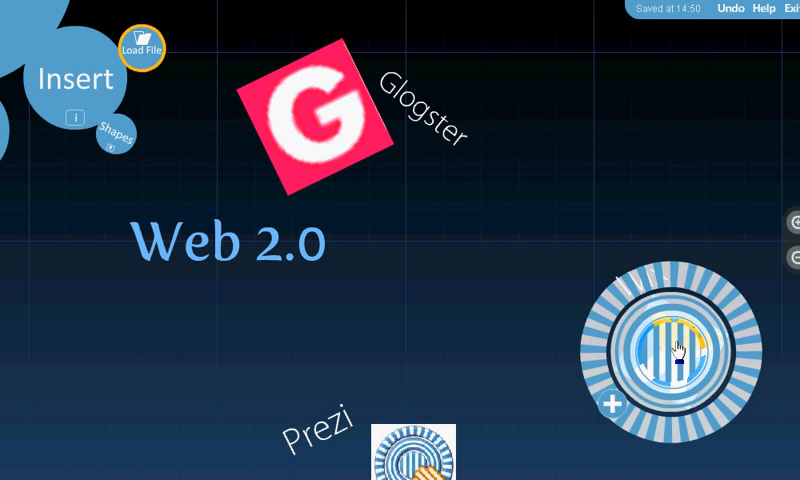 Saved at 14:50 Undo Help Exi
Load File
Insert
i
Shapes
G
Glogster
Web 2.0
Prezi